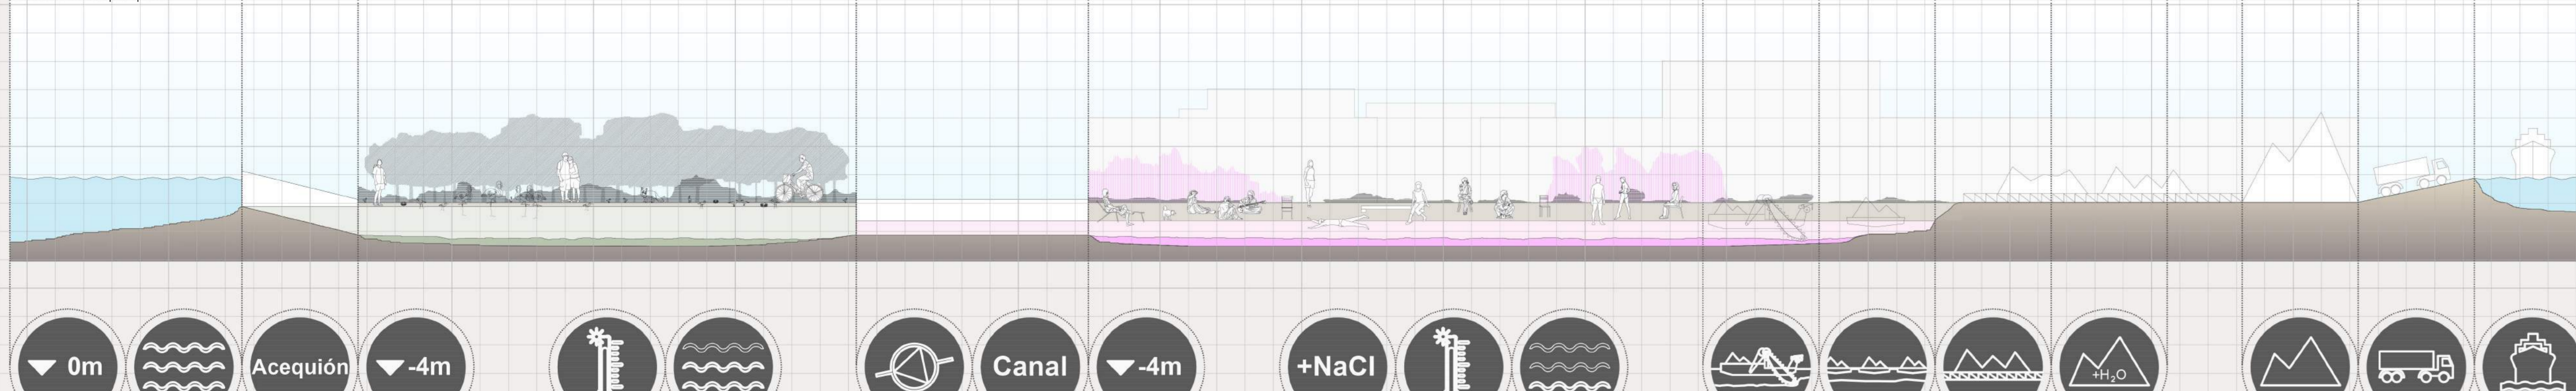 0m
Acequión
-4m
Canal
-4m
+NaCl
+H₂O